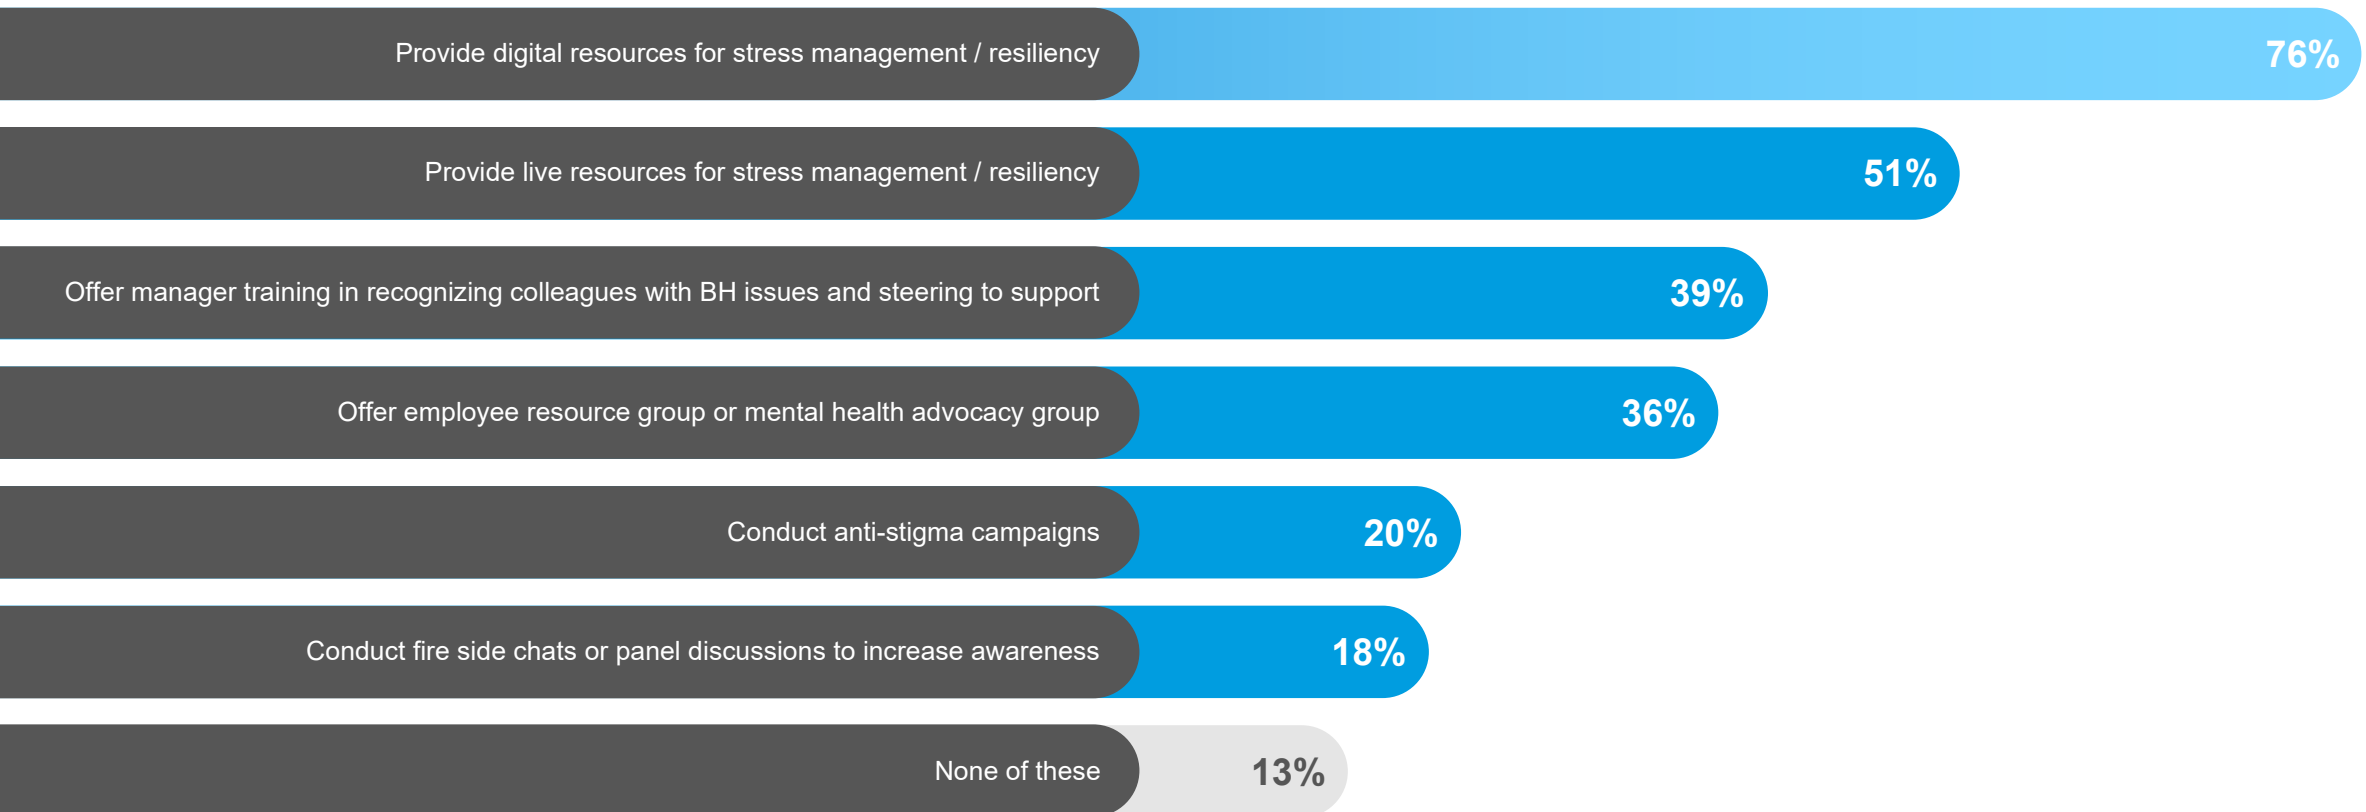 Provide digital resources for stress management / resiliency 76%
Provide live resources for stress management / resiliency 51%
Offer manager training in recognizing colleagues with BH issues and steering to support 39%
Offer employee resource group or mental health advocacy group 36%
Conduct anti-stigma campaigns 20%
Conduct fire side chats or panel discussions to increase awareness 18%
None of these 13%